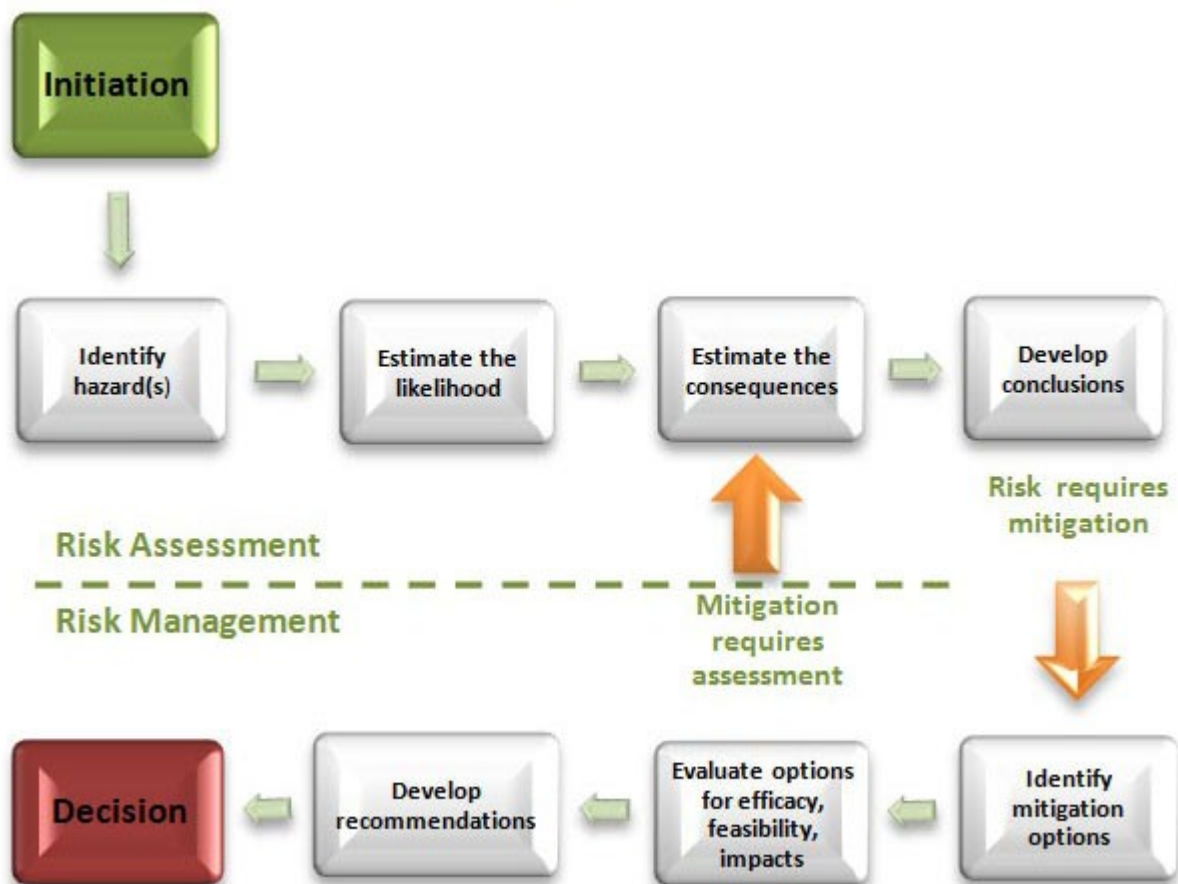 Initiation
Identify
hazard(s)
Estimate the
likelihood
Estimate the
consequences
Develop
conclusions
Risk requires
mitigation
Risk Assessment
Risk Management
Mitigation
requires
assessment
Decision
Develop
recommendations
Evaluate options
for efficacy,
feasibility,
impacts
Identify
mitigation
options